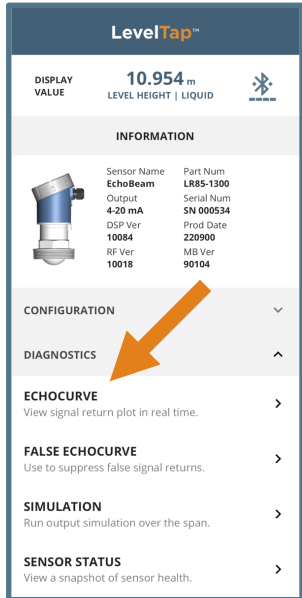 LevelTap™
DISPLAY VALUE
10.954 m
LEVEL HEIGHT | LIQUID
INFORMATION
Sensor Name
EchoBeam
Part Num
LR85-1300
Output
4-20 mA
Serial Num
SN 000534
DSP Ver
10084
Prod Date
220900
RF Ver
10018
MB Ver
90104
CONFIGURATION
DIAGNOSTICS
ECHOCURVE
View signal return plot in real time.
FALSE ECHOCURVE
Use to suppress false signal returns.
SIMULATION
Run output simulation over the span.
SENSOR STATUS
View a snapshot of sensor health.